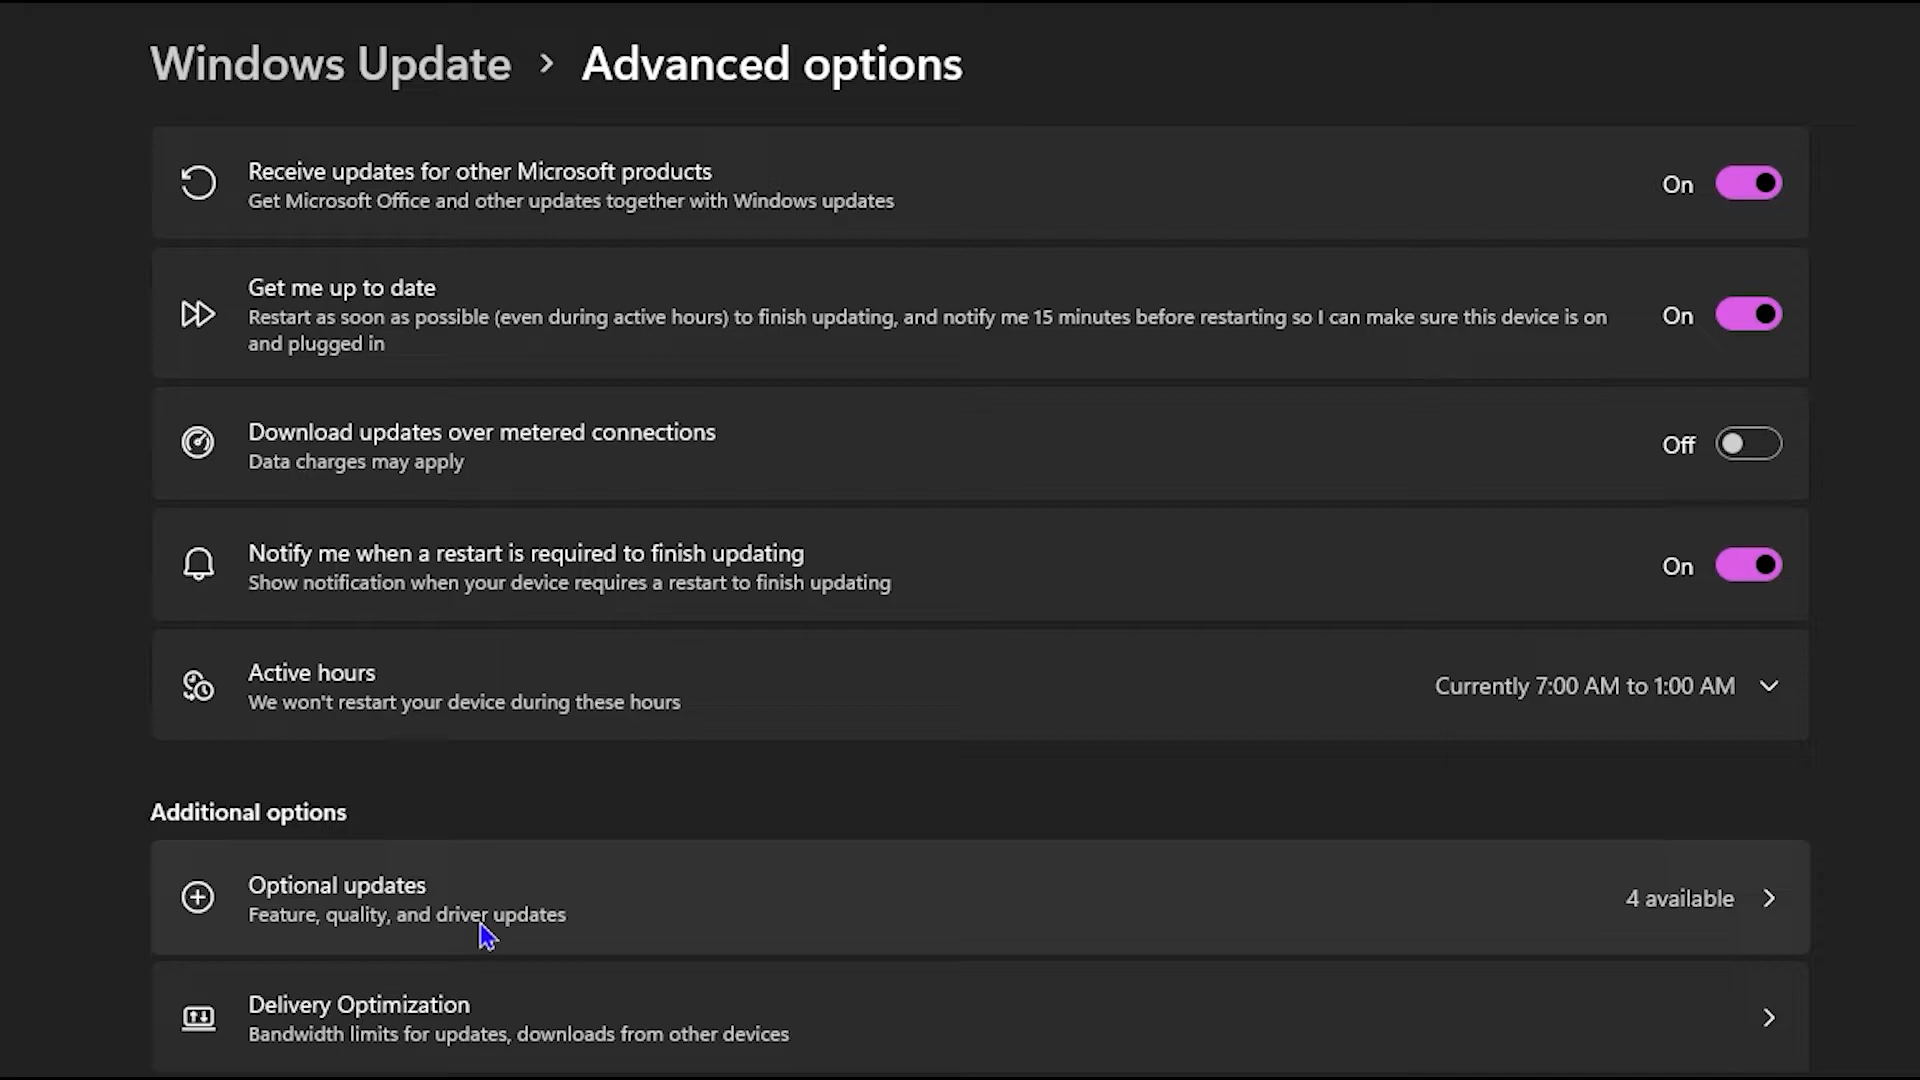 Windows Update > Advanced options
Receive updates for other Microsoft products
Get Microsoft Office and other updates together with Windows updates
On
Get me up to date
Restart as soon as possible (even during active hours) to finish updating, and notify me 15 minutes before restarting so I can make sure this device is on
and plugged in
On
Download updates over metered connections
Data charges may apply
Off
Notify me when a restart is required to finish updating
Show notification when your device requires a restart to finish updating
On
Active hours
We won't restart your device during these hours
Currently 7:00 AM to 1:00 AM
Additional options
Optional updates
Feature, quality, and driver updates
4 available
Delivery Optimization
Bandwidth limits for updates, downloads from other devices